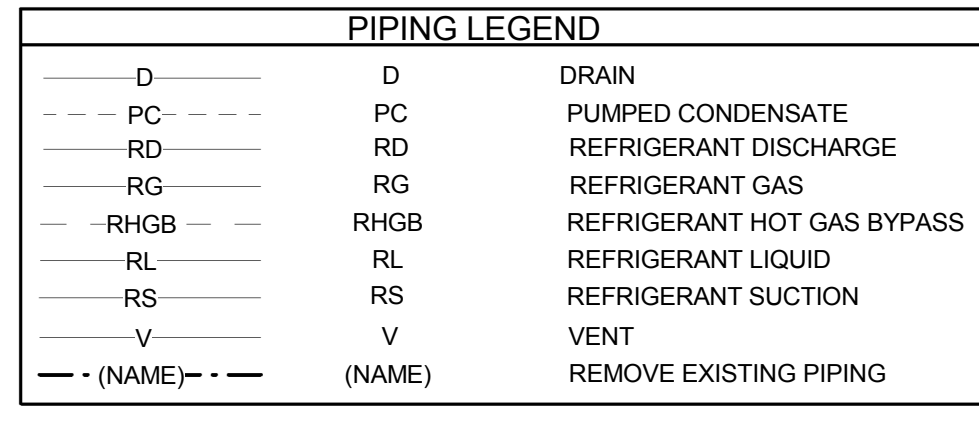 PIPING LEGEND
D D DRAIN
PC PC PUMPED CONDENSATE
RD RD REFRIGERANT DISCHARGE
RG RG REFRIGERANT GAS
RHGB RHGB REFRIGERANT HOT GAS BYPASS
RL RL REFRIGERANT LIQUID
RS RS REFRIGERANT SUCTION
V V VENT
(NAME) (NAME) REMOVE EXISTING PIPING